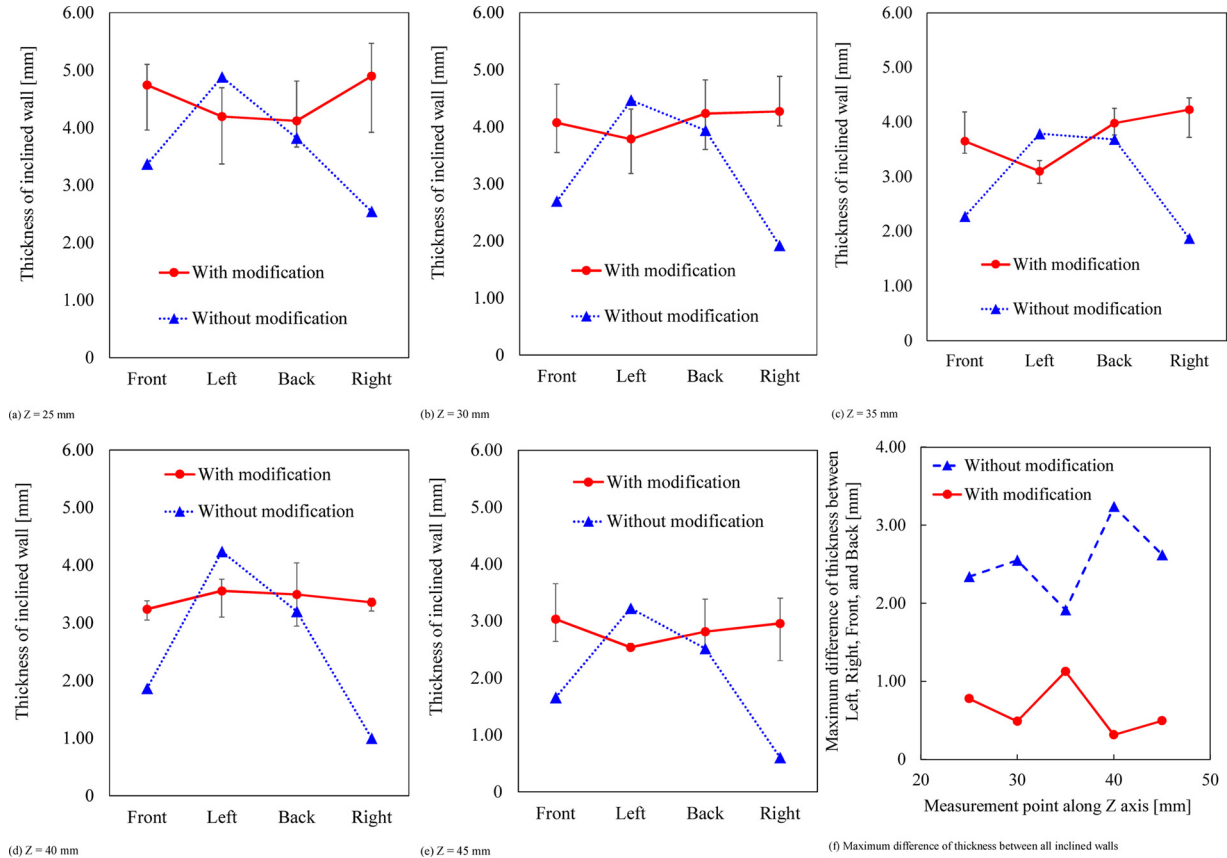 6.00
5.00
4.00
3.00
2.00
1.00
0
Thickness of inclined wall [mm]
With modification
Without modification
Front Left Back Right
(a) Z = 25 mm
6.00
5.00
4.00
3.00
2.00
1.00
0
Thickness of inclined wall [mm]
With modification
Without modification
Front Left Back Right
(b) Z = 30 mm
6.00
5.00
4.00
3.00
2.00
1.00
0
Thickness of inclined wall [mm]
With modification
Without modification
Front Left Back Right
(c) Z = 35 mm
6.00
5.00
4.00
3.00
2.00
1.00
0
Thickness of inclined wall [mm]
With modification
Without modification
Front Left Back Right
(d) Z = 40 mm
6.00
5.00
4.00
3.00
2.00
1.00
0
Thickness of inclined wall [mm]
With modification
Without modification
Front Left Back Right
(e) Z = 45 mm
4.00
3.00
2.00
1.00
0
Maximum difference of thickness between
Left, Right, Front, and Back [mm]
Without modification
With modification
20 30 40 50
Measurement point along Z axis [mm]
(f) Maximum difference of thickness between all inclined walls